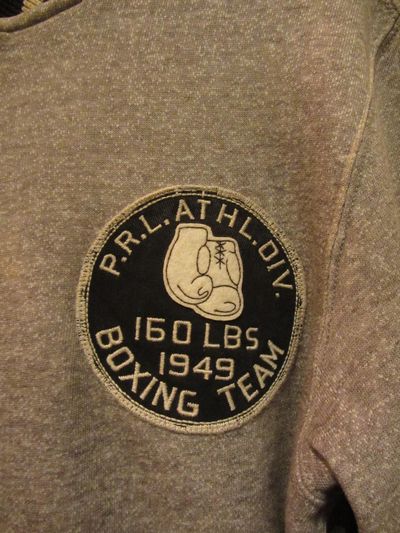 P.R.L. ATHL. DIV.
160 LBS
1949
BOXING TEAM